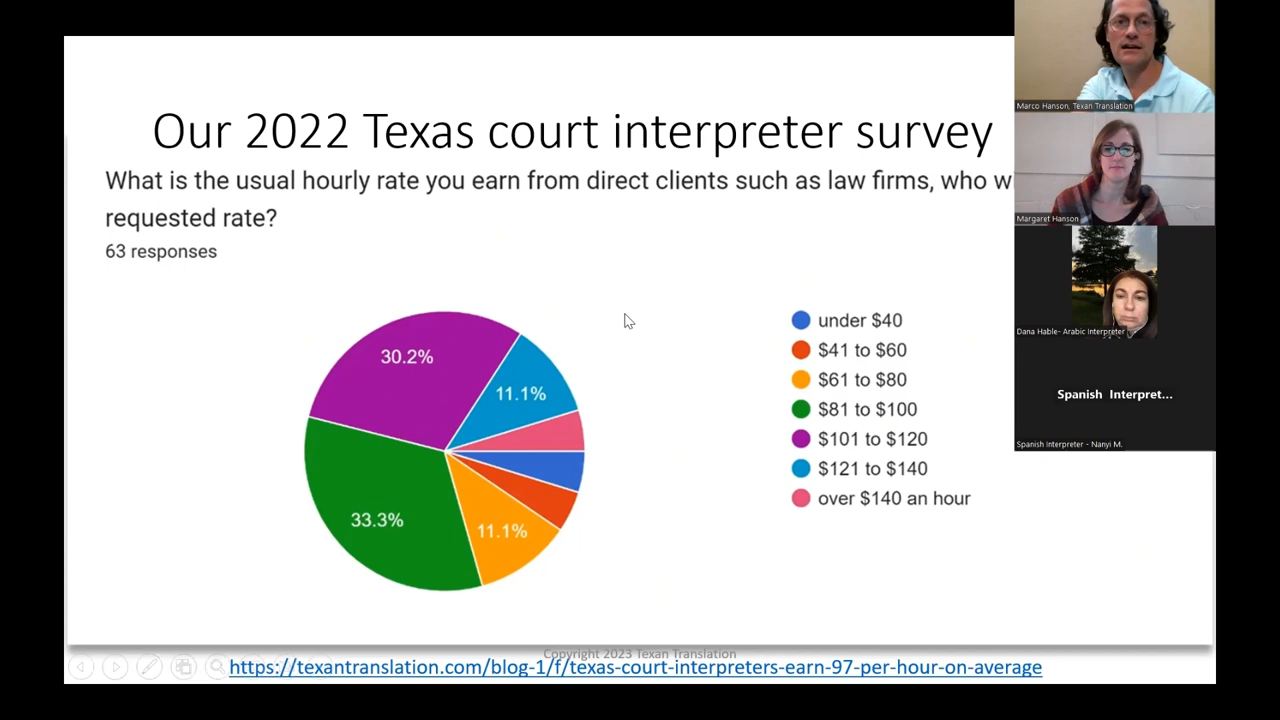 Our 2022 Texas court interpreter survey
What is the usual hourly rate you earn from direct clients such as law firms, who
requested rate?
63 responses
30.2%
11.1%
33.3%
11.1%
under $40
$41 to $60
$61 to $80
$81 to $100
$101 to $120
$121 to $140
over $140 an hour
Copyright 2023 Texan Translation
https://texantranslation.com/blog-1/f/texas-court-interpreters-earn-97-per-hour-on-average
Marco Hanson, Texan Translation
Margaret Hanson
Dana Hable- Arabic Interpreter
Spanish Interpret...
Spanish Interpreter - Nanyi M.